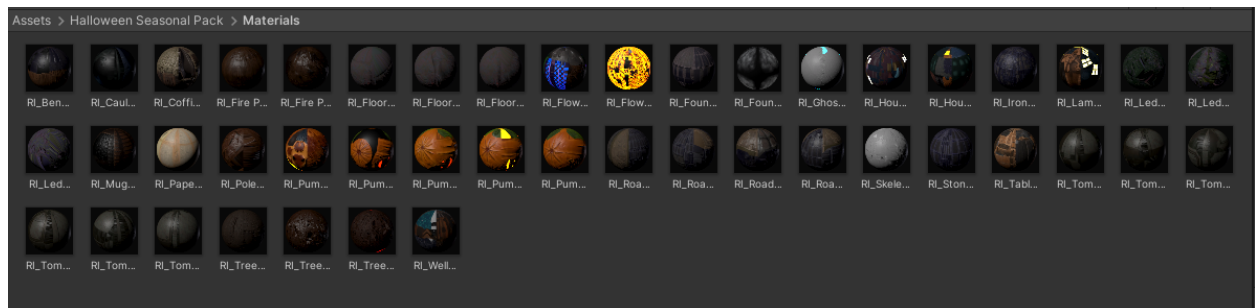 Assets > Halloween Seasonal Pack > Materials
RI_Ben... RI_Caul... RI_Coffi... RI_Fire P... RI_Fire P... RI_Floor... RI_Floor... RI_Floor... RI_Flow... RI_Flow... RI_Foun... RI_Foun... RI_Ghos... RI_Hou... RI_Hou... RI_Iron... RI_Lam... RI_Led... RI_Led...
RI_Led... RI_Mug... RI_Pape... RI_Pole... RI_Pum... RI_Pum... RI_Pum... RI_Pum... RI_Pum... RI_Roa... RI_Roa... RI_Road... RI_Roa... RI_Skele... RI_Ston... RI_Tabl... RI_Tom... RI_Tom... RI_Tom...
RI_Tom... RI_Tom... RI_Tom... RI_Tree... RI_Tree... RI_Tree... RI_Well...